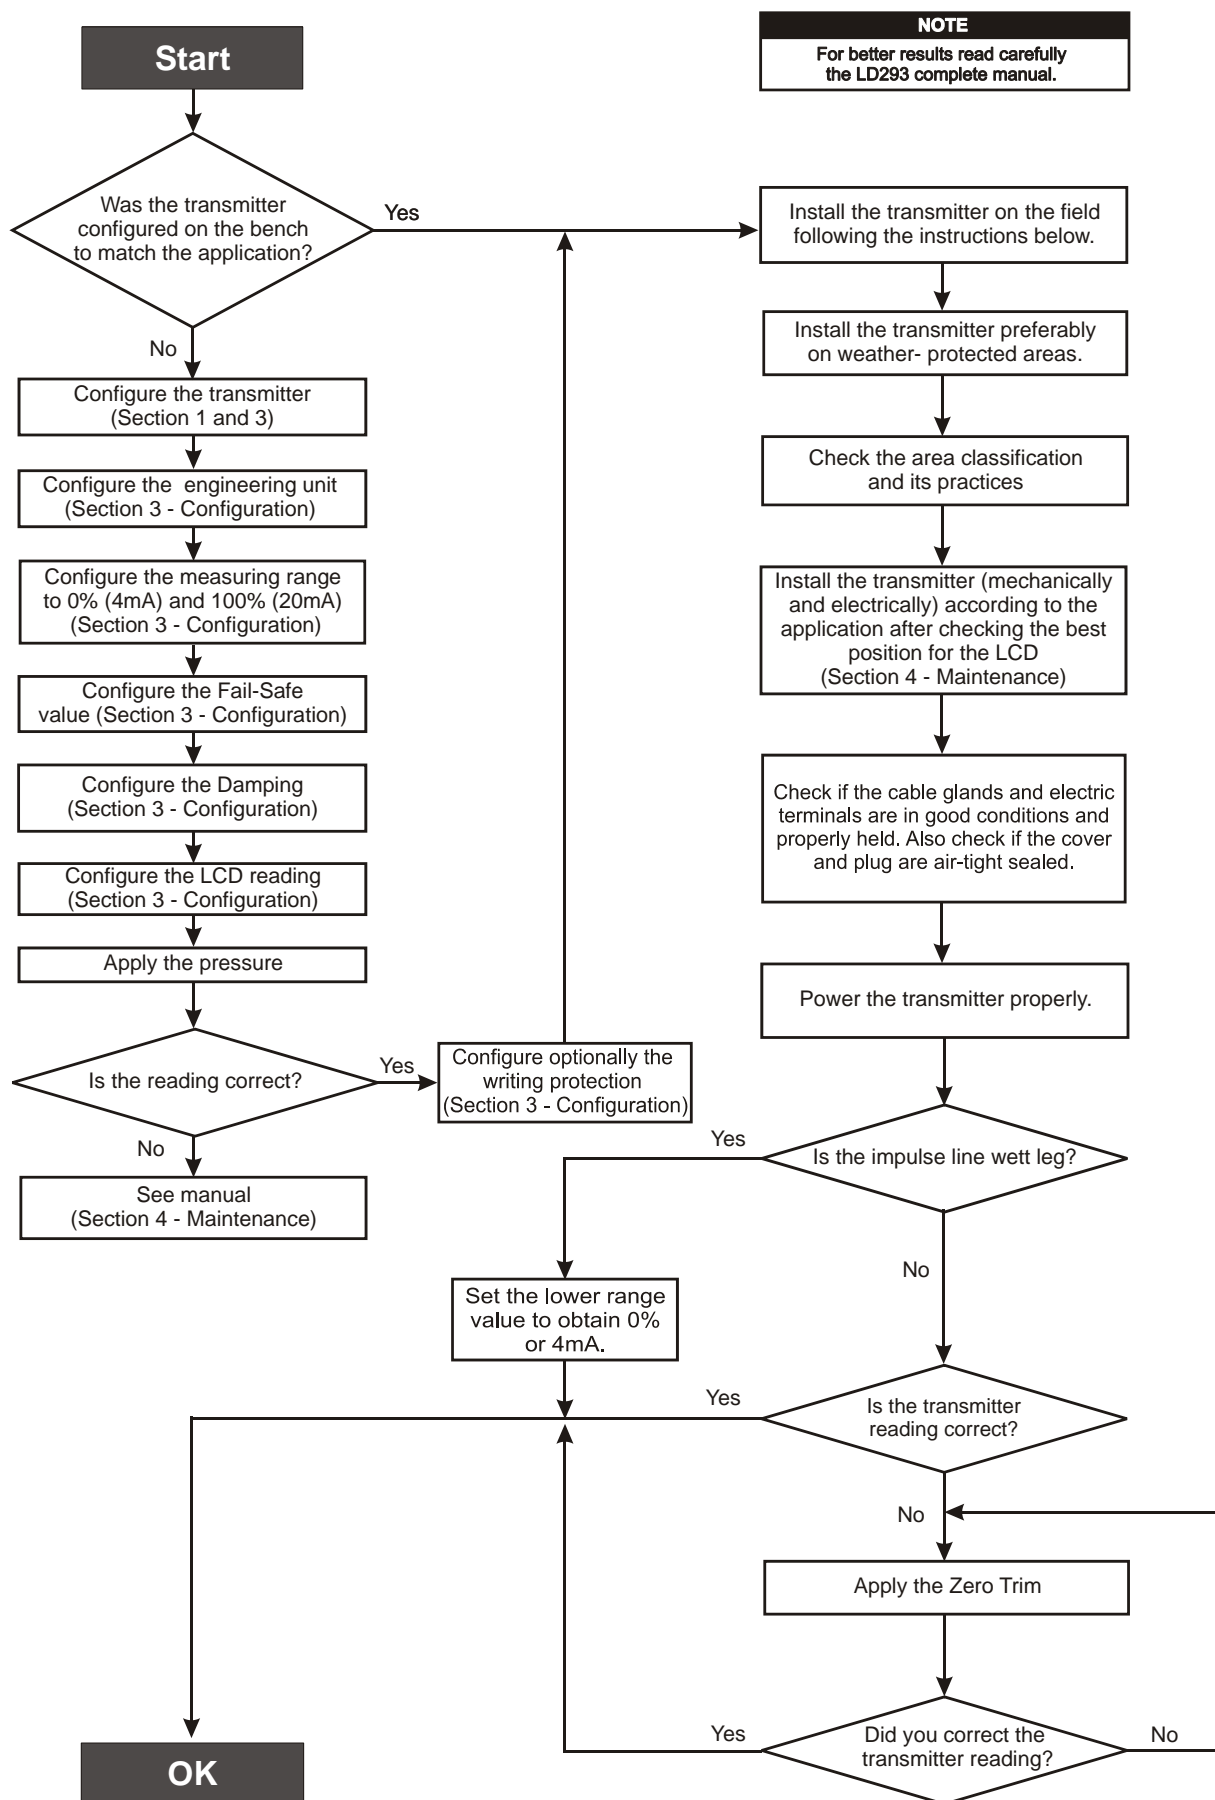 Start
NOTE
For better results read carefully
the LD293 complete manual.
Was the transmitter
configured on the bench
to match the application?
Yes
No
Configure the transmitter
(Section 1 and 3)
Configure the engineering unit
(Section 3 - Configuration)
Configure the measuring range
to 0% (4mA) and 100% (20mA)
(Section 3 - Configuration)
Configure the Fail-Safe
value (Section 3 - Configuration)
Configure the Damping
(Section 3 - Configuration)
Configure the LCD reading
(Section 3 - Configuration)
Apply the pressure
Is the reading correct?
Yes
Configure optionally the
writing protection
(Section 3 - Configuration)
No
See manual
(Section 4 - Maintenance)
Install the transmitter on the field
following the instructions below.
Install the transmitter preferably
on weather- protected areas.
Check the area classification
and its practices
Install the transmitter (mechanically
and electrically) according to the
application after checking the best
position for the LCD
(Section 4 - Maintenance)
Check if the cable glands and electric
terminals are in good conditions and
properly held. Also check if the cover
and plug are air-tight sealed.
Power the transmitter properly.
Is the impulse line wett leg?
Yes
No
Set the lower range
value to obtain 0%
or 4mA.
Is the transmitter
reading correct?
Yes
No
Apply the Zero Trim
Did you correct the
transmitter reading?
Yes
No
OK